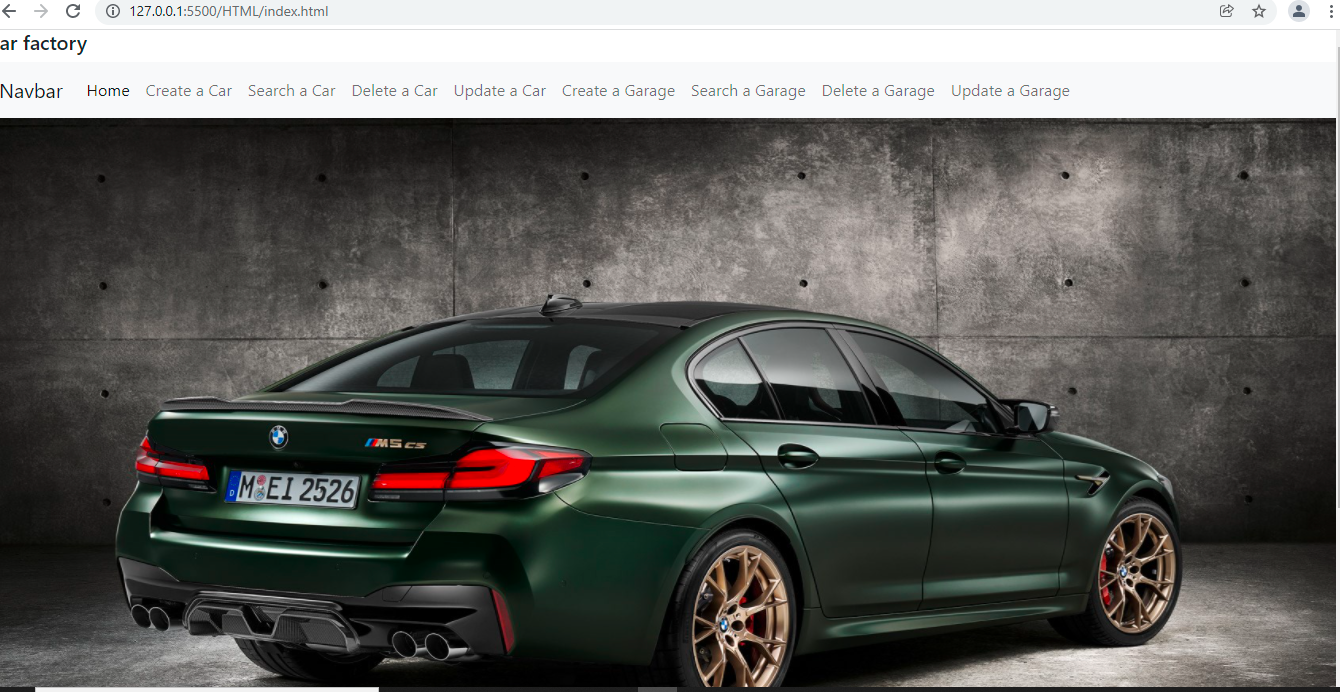 127.0.0.1:5500/HTML/index.html
ar factory
Navbar Home Create a Car Search a Car Delete a Car Update a Car Create a Garage Search a Garage Delete a Garage Update a Garage
M5 CS
D M EI 2526